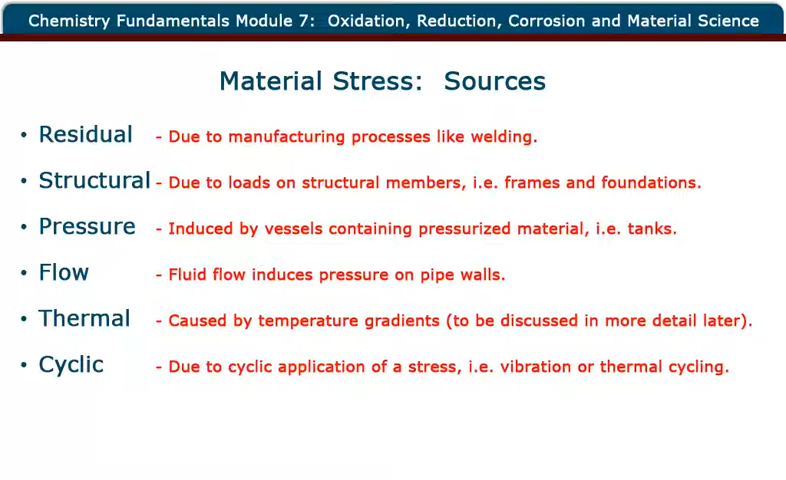 Chemistry Fundamentals Module 7: Oxidation, Reduction, Corrosion and Material Science
Material Stress: Sources
• Residual - Due to manufacturing processes like welding.
• Structural - Due to loads on structural members, i.e. frames and foundations.
• Pressure - Induced by vessels containing pressurized material, i.e. tanks.
• Flow - Fluid flow induces pressure on pipe walls.
• Thermal - Caused by temperature gradients (to be discussed in more detail later).
• Cyclic - Due to cyclic application of a stress, i.e. vibration or thermal cycling.